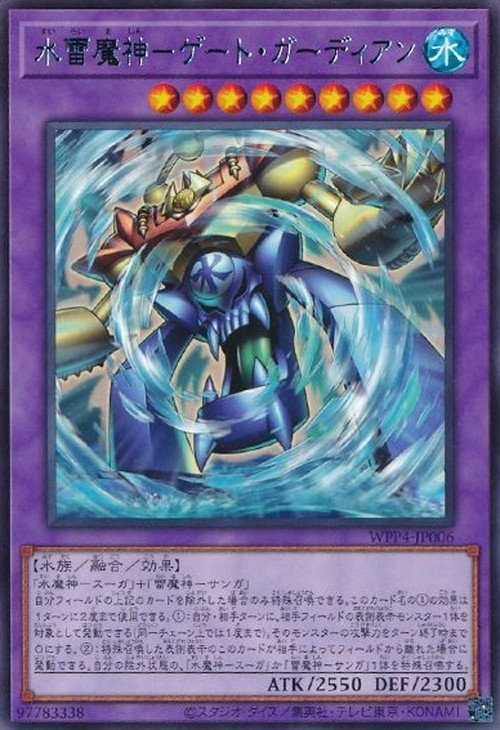 水雷魔神－ゲート・ガーディアン
水
水
WPP4-JP006
【水族／融合／効果】
「水魔神－スーガ」＋「雷魔神－サンガ」
自分フィールドの上記のカードを除外した場合のみ特殊召喚できる。このカード名の①の効果は
1ターンに2度まで使用できる。①：自分・相手ターンに、相手フィールドの表側表示モンスター1体を
対象として発動できる（同一チェーン上では1度まで）。そのモンスターの攻撃力をターン終了時まで
0にする。②：特殊召喚した表側表示のこのカードが相手によってフィールドから離れた場合に
発動できる。自分の除外状態の、「水魔神－スーガ」か「雷魔神－サンガ」1体を特殊召喚する。
ATK/2550 DEF/2300
97783338
©スタジオ・ダイス／集英社・テレビ東京・KONAMI